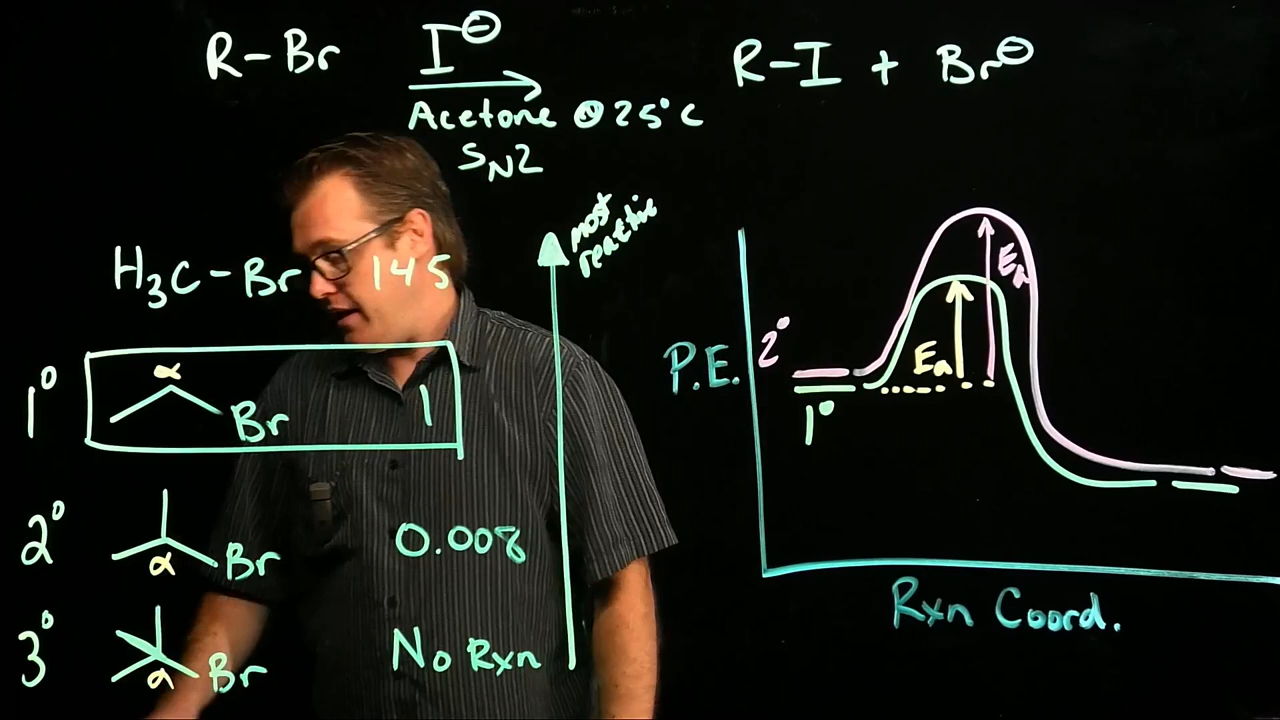 R-Br I⊖ R-I + Br⊖
Acetone @ 25°C
SN2
most
reactive
H3C-Br 145
1° α Br 1
2° α Br 0.008
3° α Br No Rxn
P.E.
2°
1°
Ea
Ea
Rxn Coord.